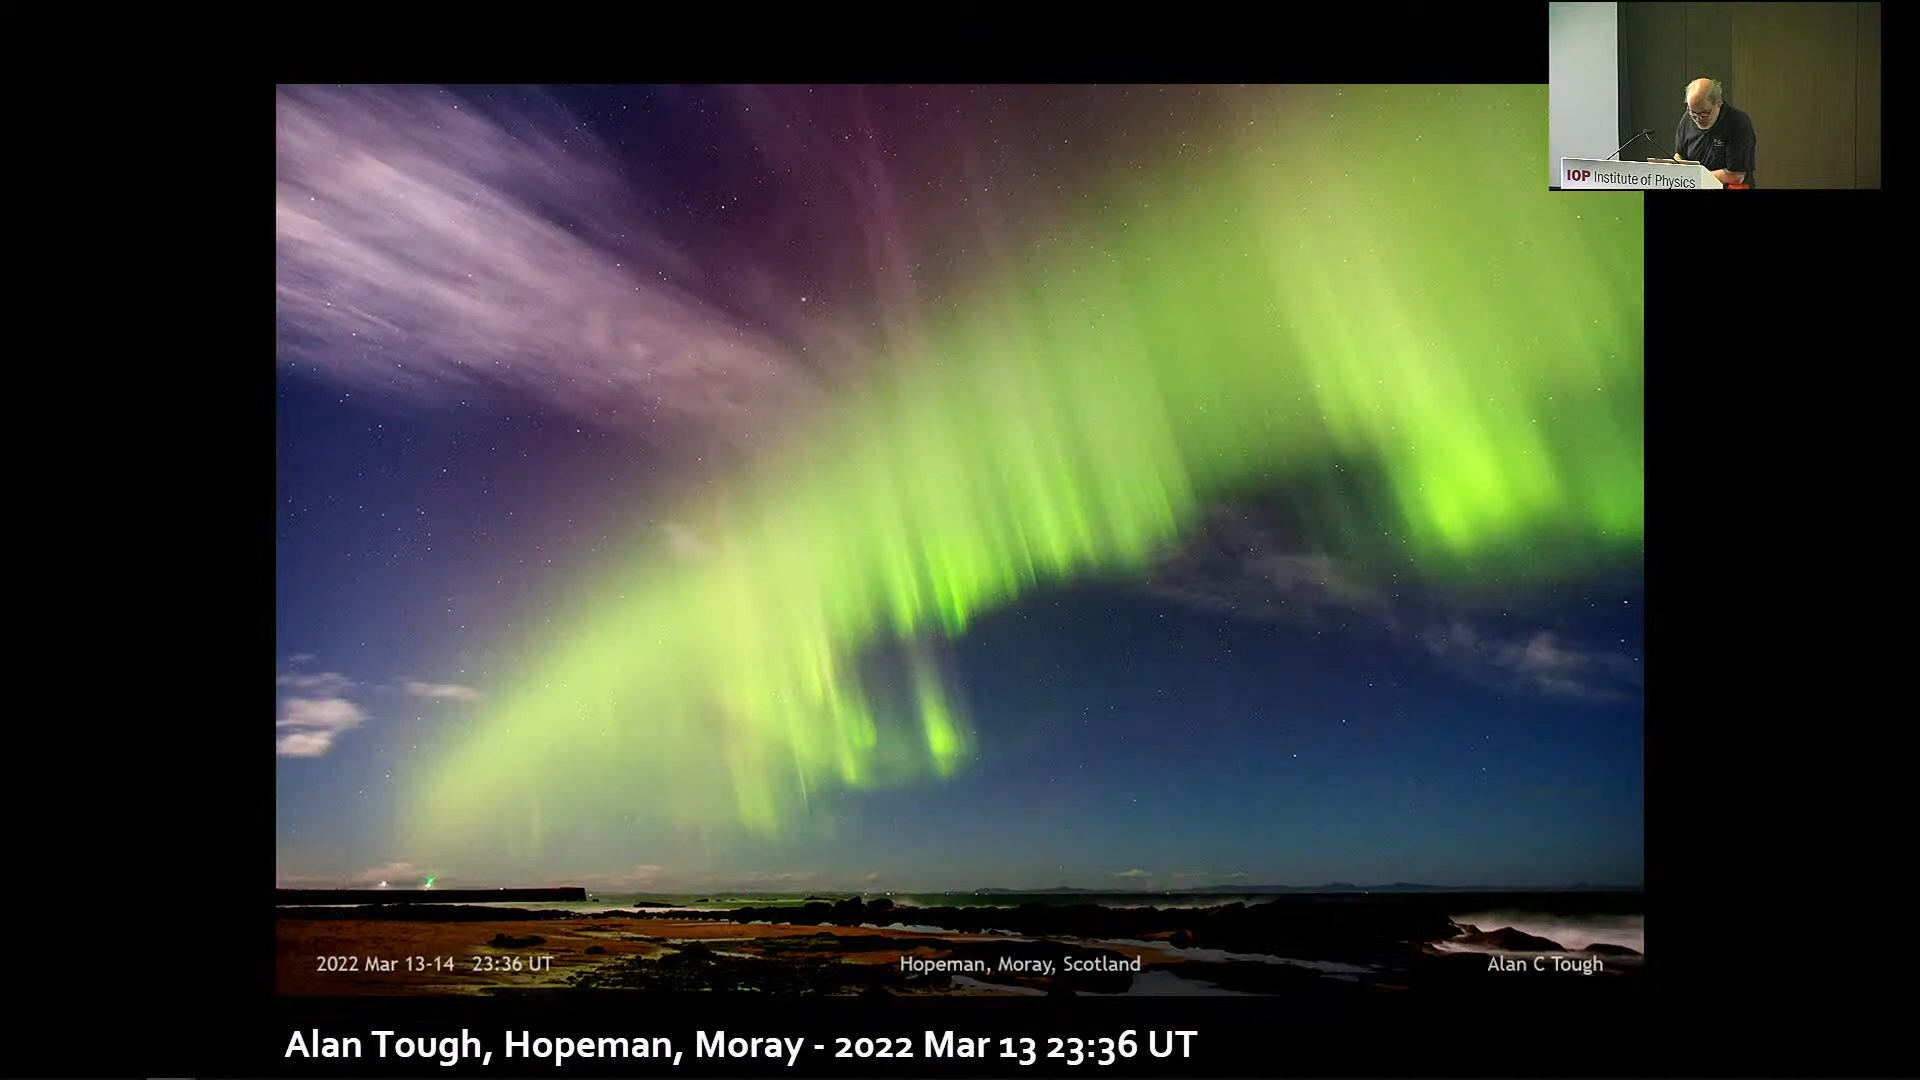 IOP Institute of Physics
2022 Mar 13-14 23:36 UT
Hopeman, Moray, Scotland
Alan C Tough
Alan Tough, Hopeman, Moray - 2022 Mar 13 23:36 UT